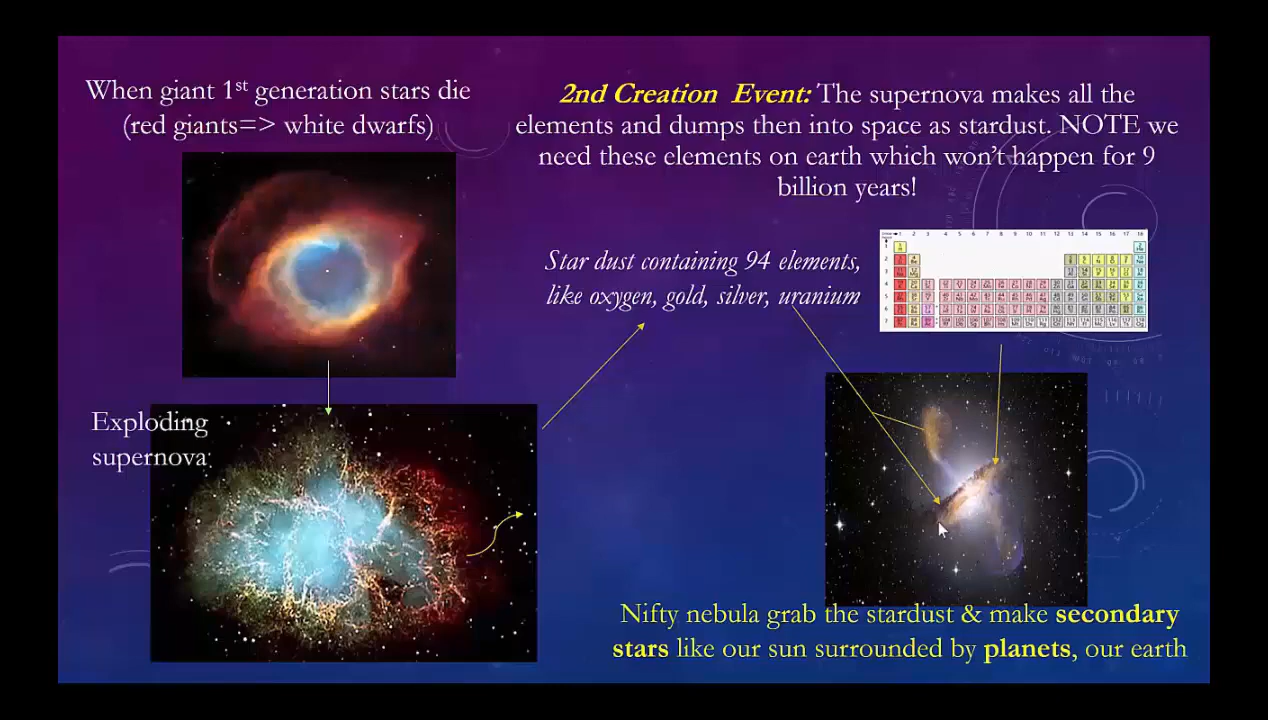 When giant 1st generation stars die
(red giants=> white dwarfs)
2nd Creation Event: The supernova makes all the
elements and dumps then into space as stardust. NOTE we
need these elements on earth which won't happen for 9
billion years!
Star dust containing 94 elements,
like oxygen, gold, silver, uranium
Exploding
supernova
Nifty nebula grab the stardust & make secondary
stars like our sun surrounded by planets, our earth